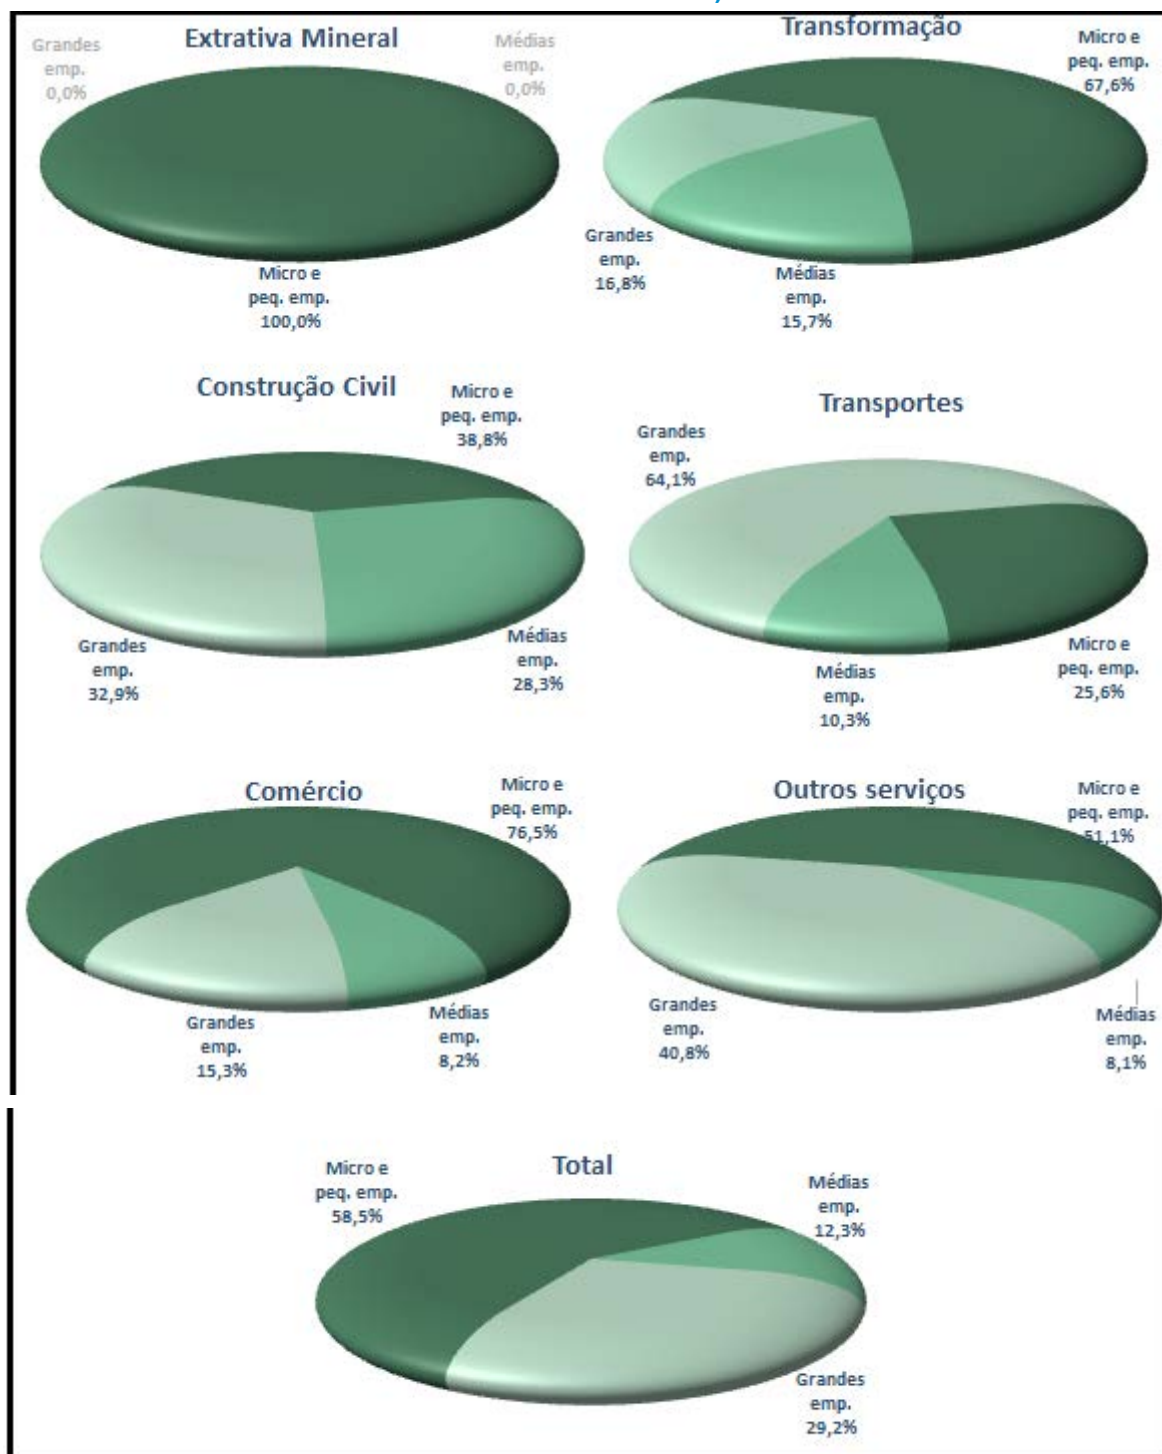 Extrativa Mineral
Grandes
emp.
0,0%
Médias
emp.
0,0%
Micro e
peq. emp.
100,0%
Transformação
Micro e
peq. emp.
67,6%
Grandes
emp.
16,8%
Médias
emp.
15,7%
Construção Civil
Micro e
peq. emp.
38,8%
Grandes
emp.
32,9%
Médias
emp.
28,3%
Transportes
Grandes
emp.
64,1%
Médias
emp.
10,3%
Micro e
peq. emp.
25,6%
Comércio
Micro e
peq. emp.
76,5%
Grandes
emp.
15,3%
Médias
emp.
8,2%
Outros serviços
Micro e
peq. emp.
51,1%
Grandes
emp.
40,8%
Médias
emp.
8,1%
Total
Micro e
peq. emp.
58,5%
Médias
emp.
12,3%
Grandes
emp.
29,2%